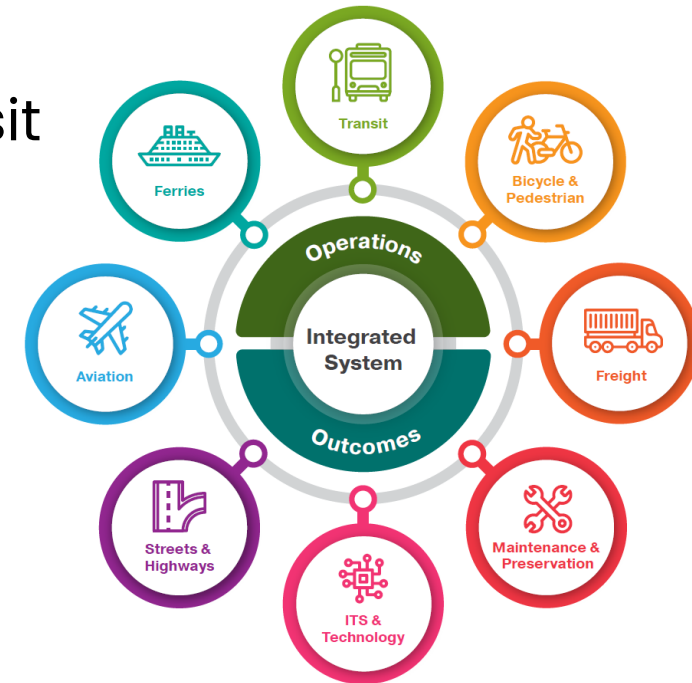 sit
Transit
Ferries
Bicycle &
Pedestrian
Operations
Integrated
System
Aviation
Freight
Outcomes
Streets &
Highways
Maintenance &
Preservation
ITS &
Technology